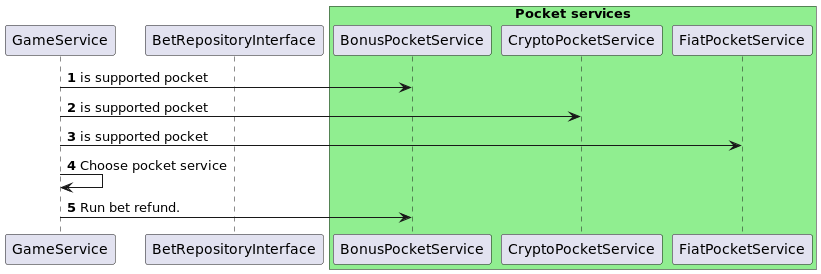 Pocket services
GameService BetRepositoryInterface BonusPocketService CryptoPocketService FiatPocketService
1 is supported pocket
2 is supported pocket
3 is supported pocket
4 Choose pocket service
5 Run bet refund.
GameService BetRepositoryInterface BonusPocketService CryptoPocketService FiatPocketService